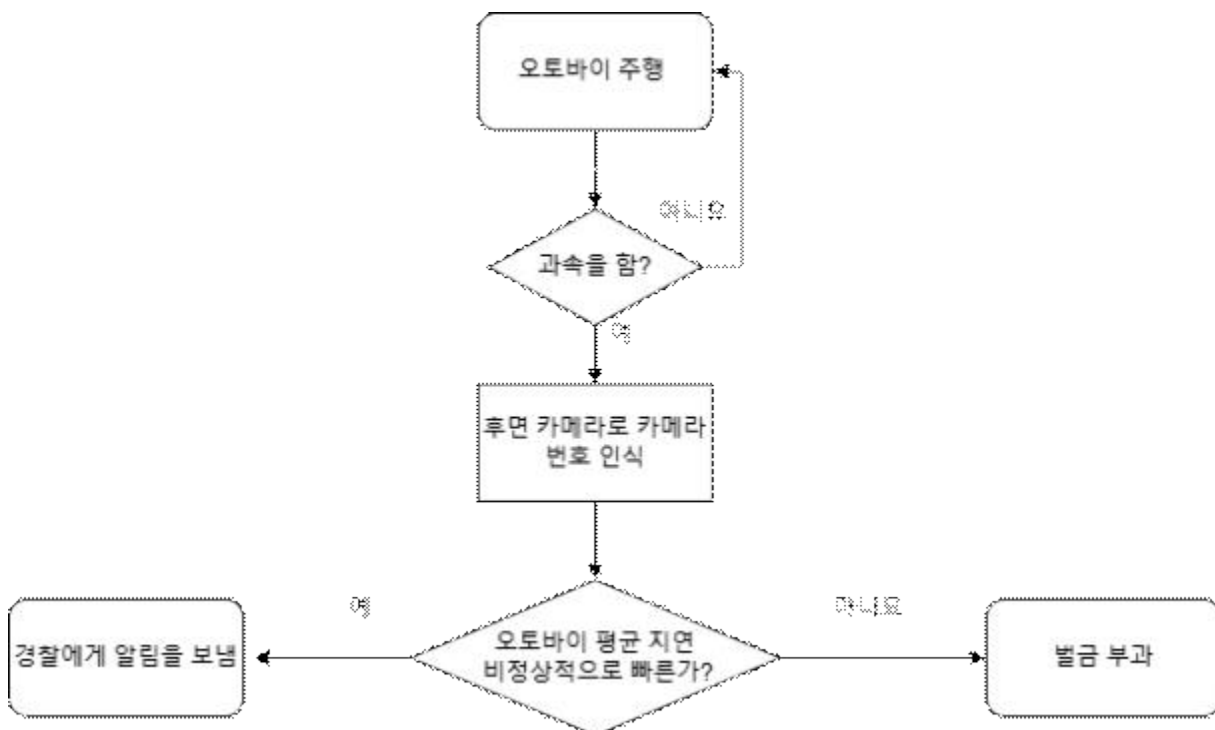 오토바이 주행
아니요
과속을 함?
예
후면 카메라로 카메라
번호 인식
예
아니요
오토바이 평균 지연
비정상적으로 빠른가?
경찰에게 알림을 보냄
벌금 부과